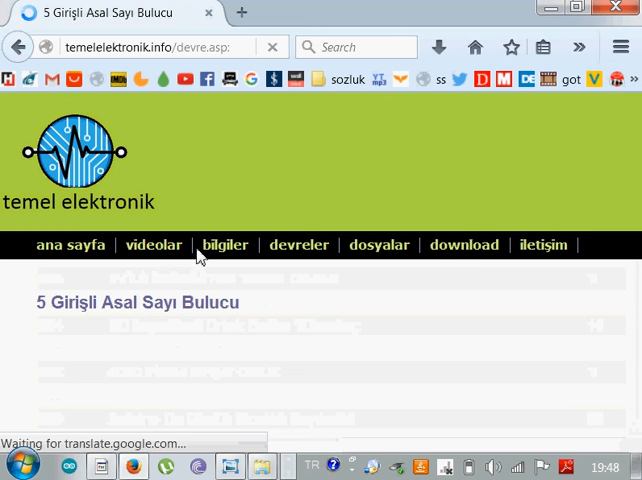 5 Girişli Asal Sayı Bulucu
temelelektronik.info/devre.asp:
Search
sozluk
ss
got
temel elektronik
ana sayfa
videolar
bilgiler
devreler
dosyalar
download
iletişim
5 Girişli Asal Sayı Bulucu
Waiting for translate.google.com...
TR
19:48